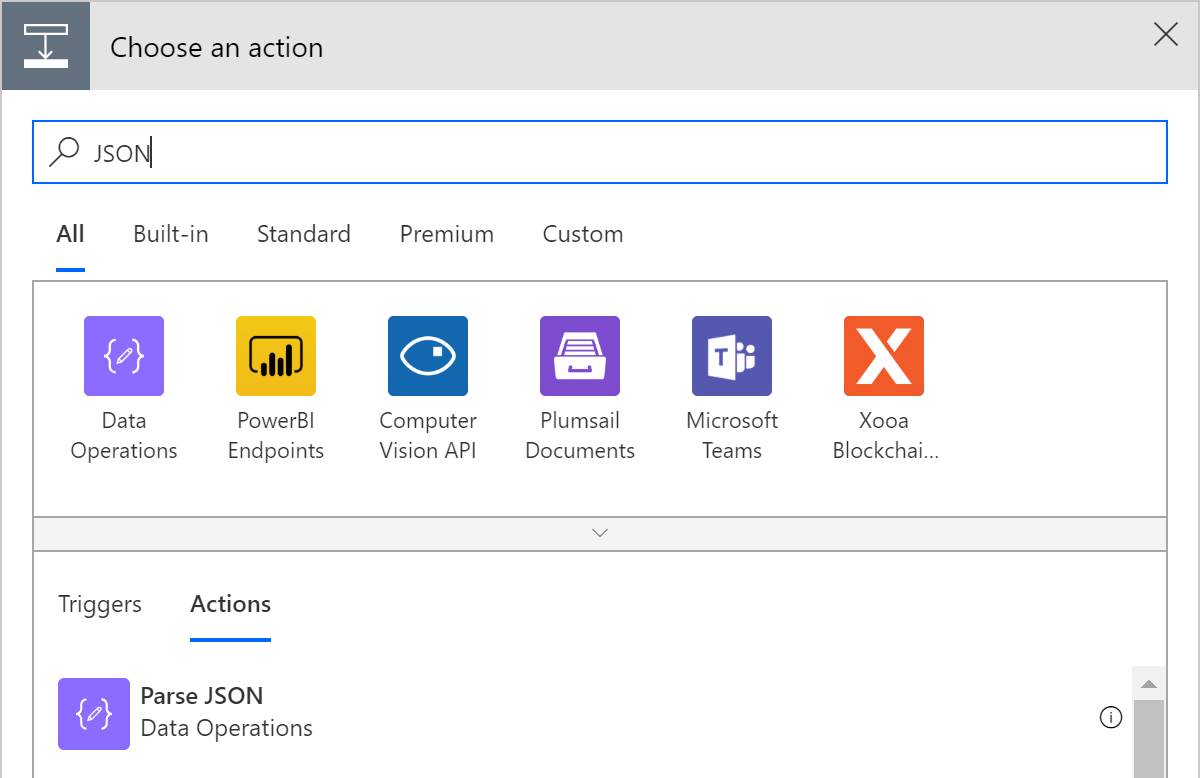 Choose an action
JSON
All Built-in Standard Premium Custom
Data Operations
PowerBI Endpoints
Computer Vision API
Plumsail Documents
Microsoft Teams
Xooa Blockchai...
Triggers Actions
Parse JSON
Data Operations